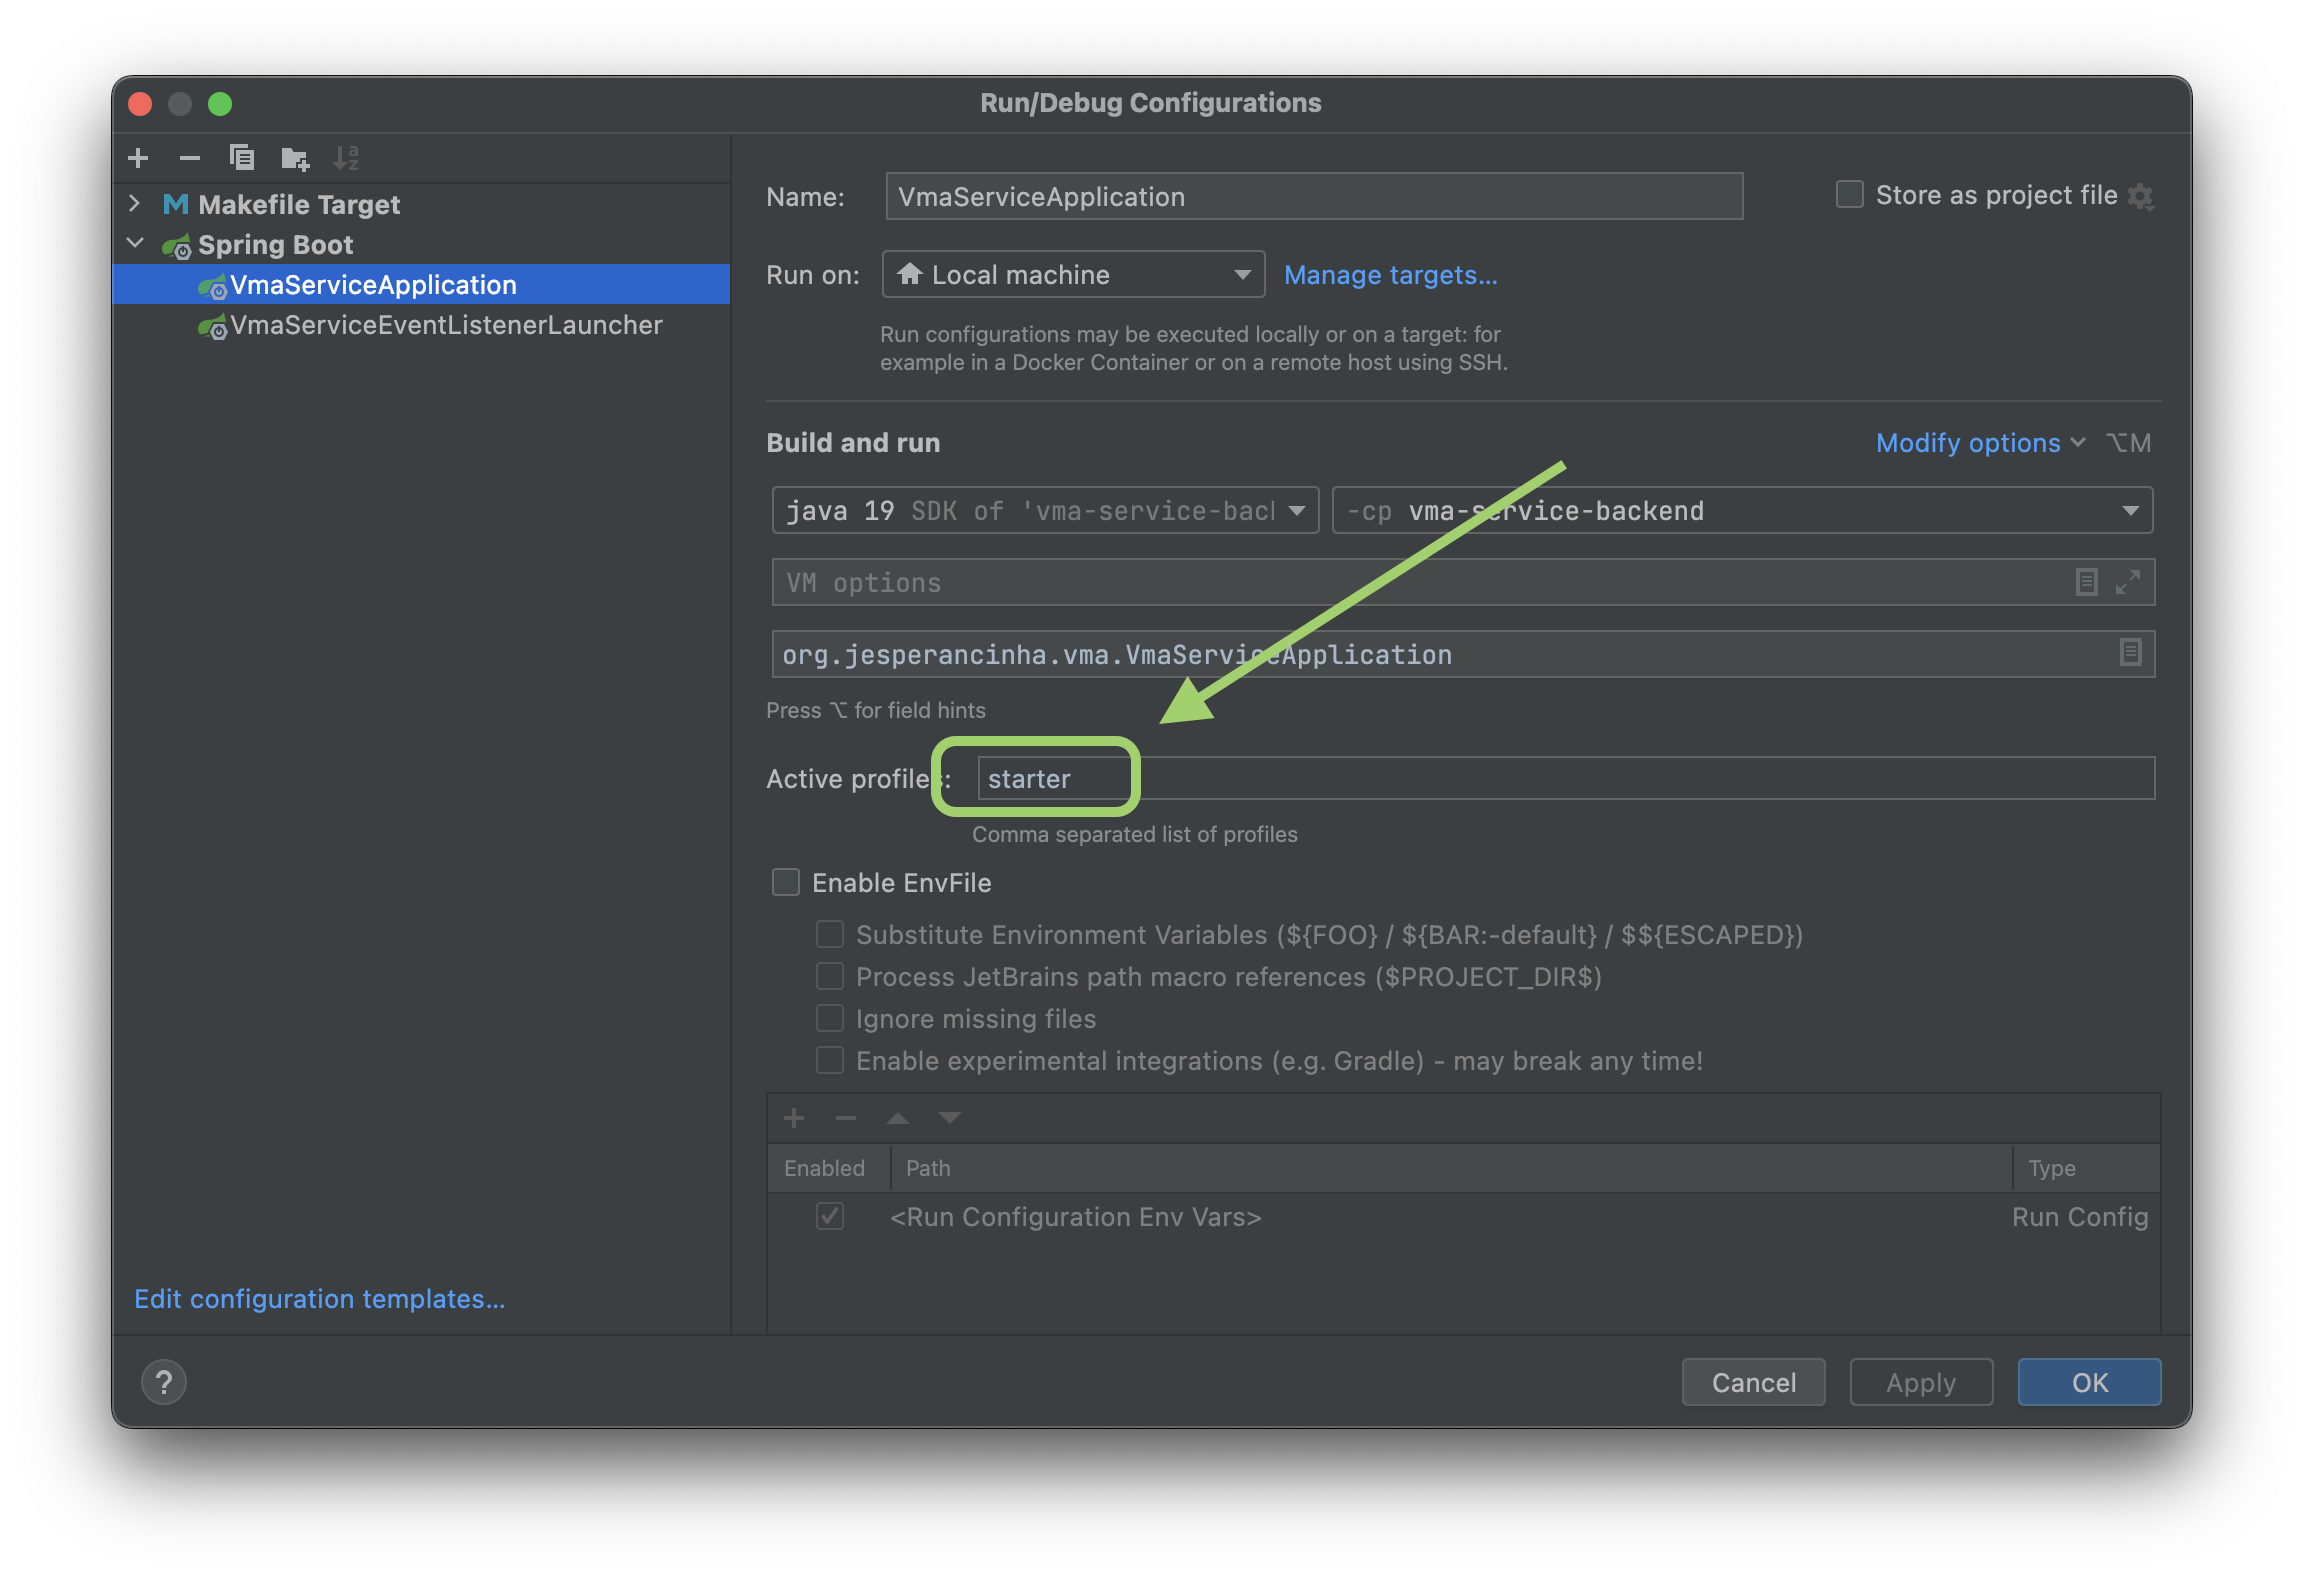 Run/Debug Configurations
Makefile Target
Spring Boot
VmaServiceApplication
VmaServiceEventListenerLauncher
Edit configuration templates...
Name: VmaServiceApplication
Store as project file
Run on: Local machine Manage targets...
Run configurations may be executed locally or on a target: for
example in a Docker Container or on a remote host using SSH.
Build and run
Modify options ⌥M
java 19 SDK of 'vma-service-bac
-cp vma-service-backend
VM options
org.jesperancinha.vma.VmaServiceApplication
Press ⌥ for field hints
Active profiles: starter
Comma separated list of profiles
Enable EnvFile
Substitute Environment Variables (${FOO} / ${BAR:-default} / $${ESCAPED})
Process JetBrains path macro references ($PROJECT_DIR$)
Ignore missing files
Enable experimental integrations (e.g. Gradle) - may break any time!
Enabled Path Type
<Run Configuration Env Vars> Run Config
? Cancel Apply OK